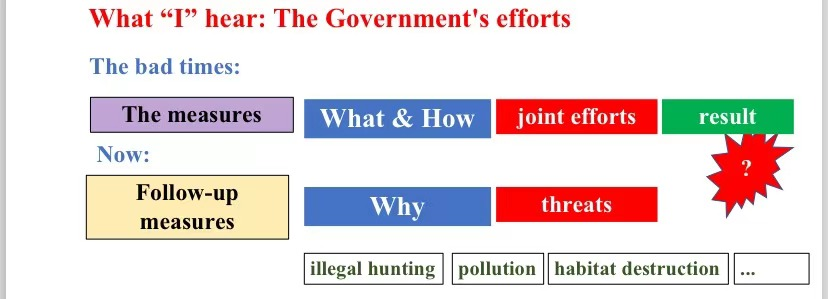 What “I” hear: The Government's efforts
The bad times:
The measures What & How joint efforts result
Now:
?
Follow-up
measures
Why threats
illegal hunting pollution habitat destruction ...